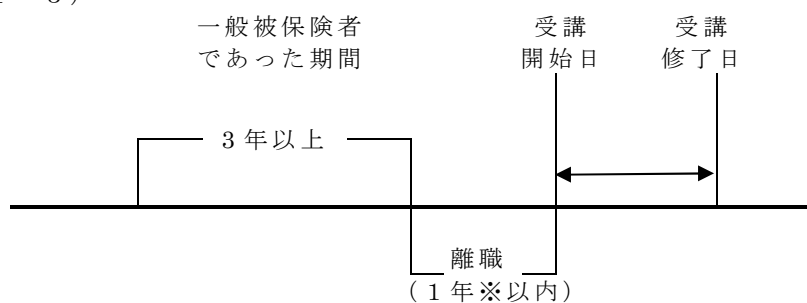 一般被保険者
であった期間
受講
開始日
受講
修了日
3年以上
離職
（1年※以内）